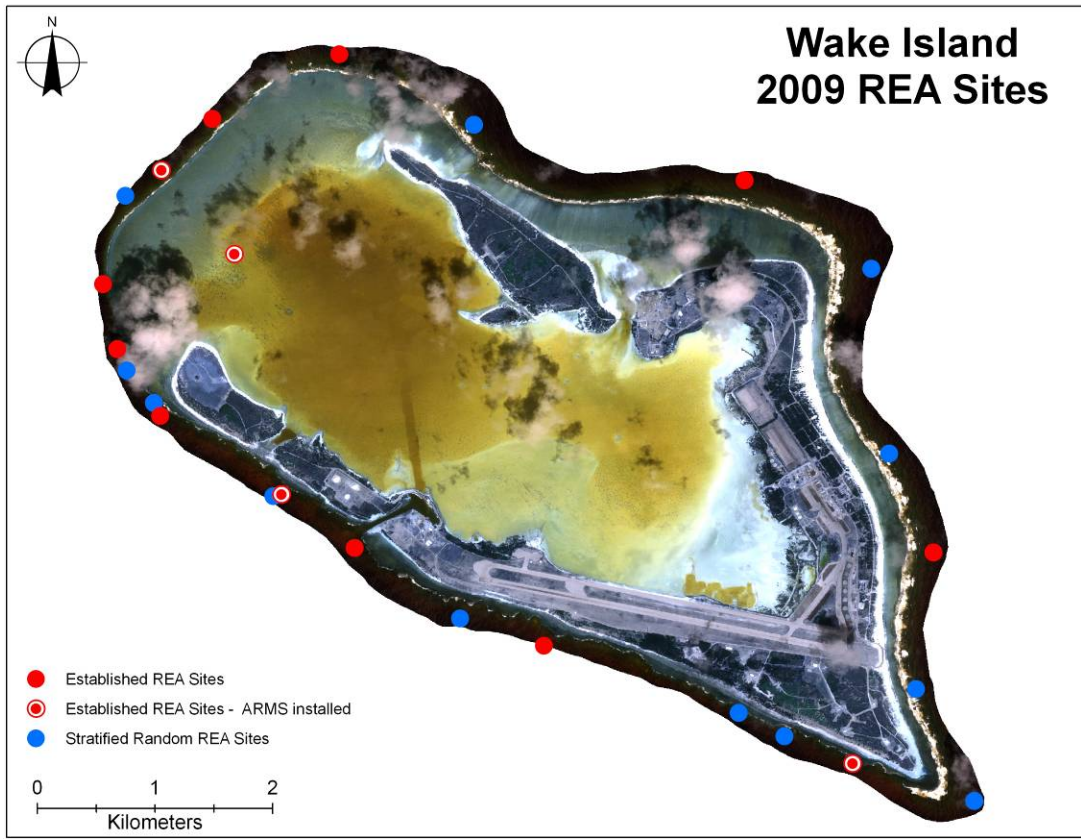 N
Wake Island
2009 REA Sites
Established REA Sites
Established REA Sites - ARMS installed
Stratified Random REA Sites
0 1 2
Kilometers